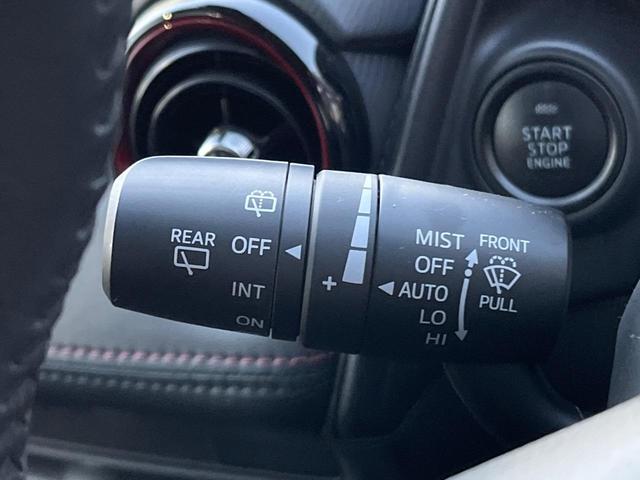 START
STOP
ENGINE
REAR
OFF
INT
ON
+
MIST
OFF
AUTO
LO
HI
FRONT
PULL